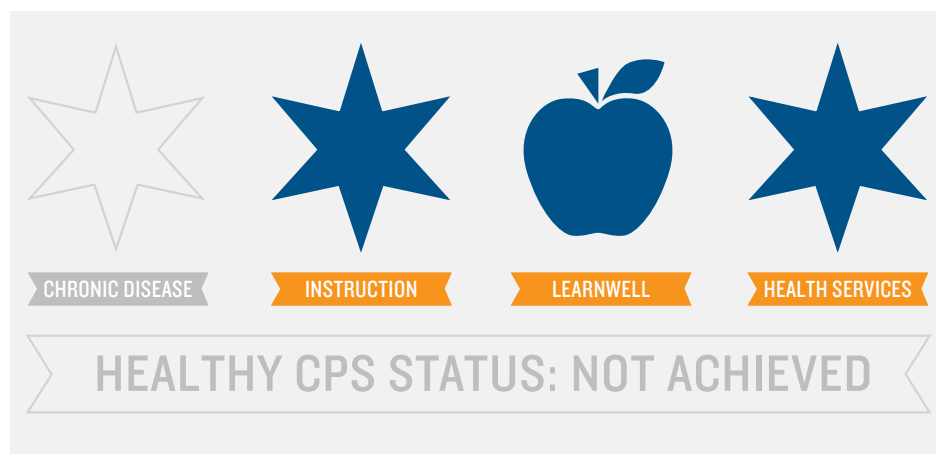 CHRONIC DISEASE
INSTRUCTION
LEARNWELL
HEALTH SERVICES
HEALTHY CPS STATUS: NOT ACHIEVED